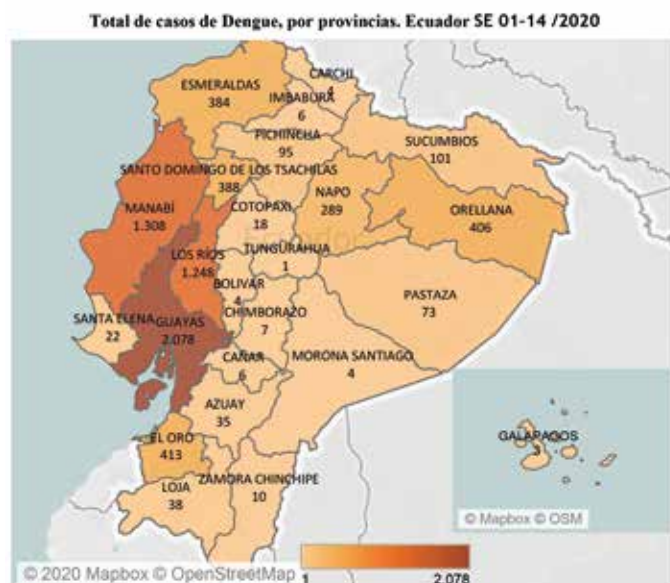 Total de casos de Dengue, por provincias. Ecuador SE 01-14 /2020
CARCHI
4
ESMERALDAS
384
IMBABURA
6
PICHINCHA
95
SUCUMBIOS
101
SANTO DOMINGO DE LOS TSACHILAS
388
NAPO
289
MANABÍ
1.308
COTOPAXI
18
ORELLANA
406
LOS RÍOS
1.248
TUNGURAHUA
1
BOLIVAR
4
PASTAZA
73
SANTA ELENA
22
GUAYAS
2.078
CHIMBORAZO
7
CAÑAR
6
MORONA SANTIAGO
4
AZUAY
35
EL ORO
413
GALÁPAGOS
3
ZAMORA CHINCHIPE
10
LOJA
38
© Mapbox © OSM
© 2020 Mapbox © OpenStreetMap
1 2.078